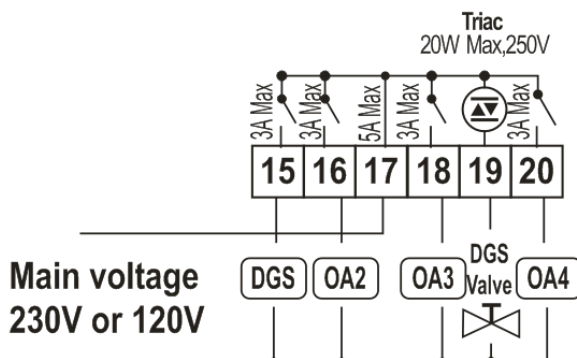 Triac
20W Max,250V
3A Max
3A Max
5A Max
3A Max
3A Max
15 16 17 18 19 20
Main voltage
230V or 120V
DGS
OA2
OA3
DGS
Valve
OA4